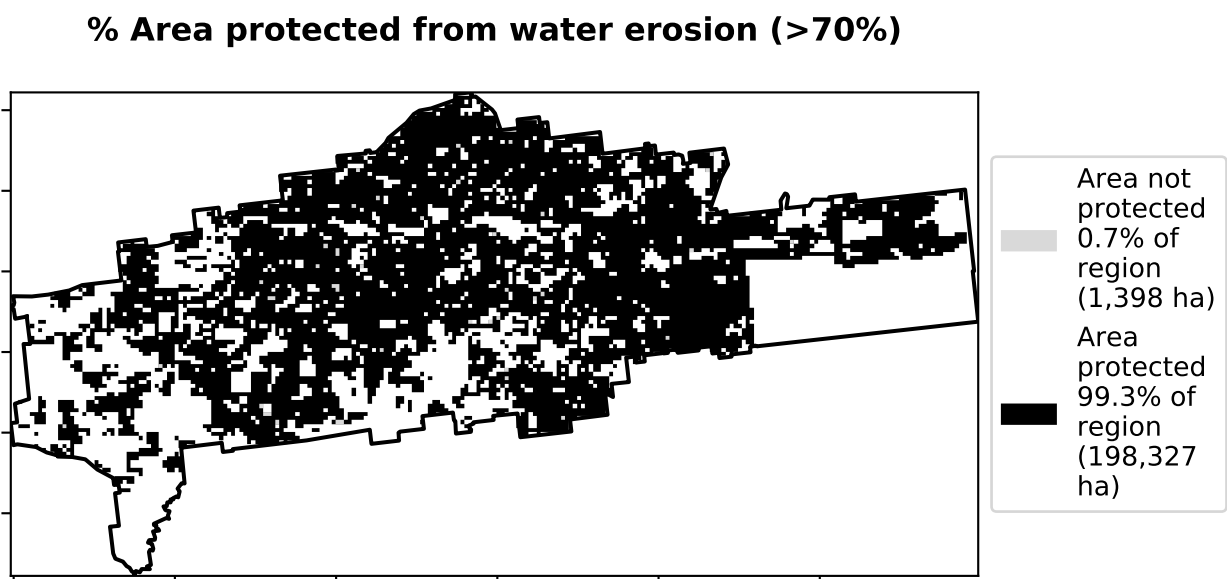 % Area protected from water erosion (>70%)
Area not
protected
0.7% of
region
(1,398 ha)
Area
protected
99.3% of
region
(198,327
ha)